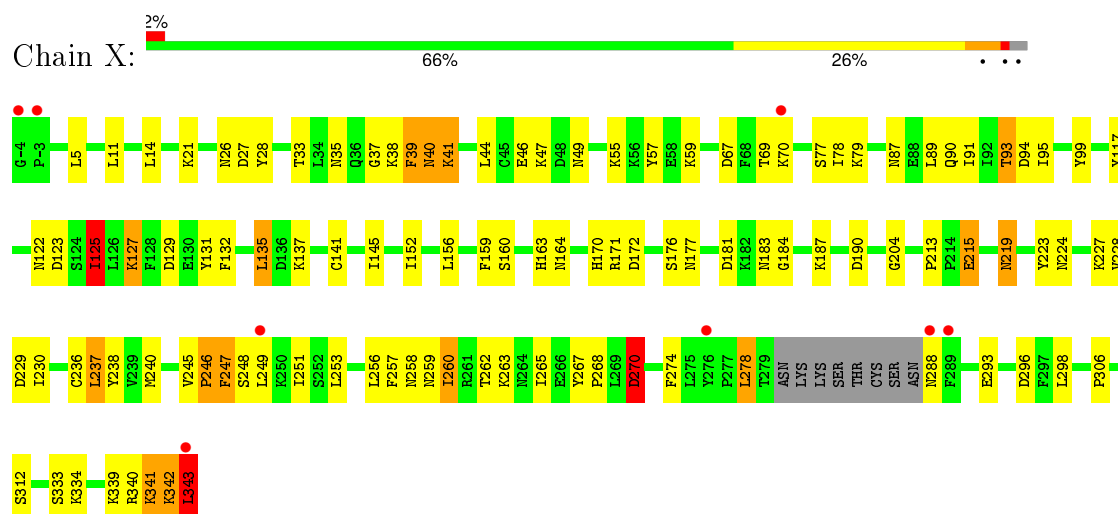 2%
Chain X:
66% 26% • • •
G-4 P-3 L5 L11 L14 K21 N26 D27 Y28 T33 L34 N35 Q36 G37 K38 F39 N40 K41 L44 C45 E46 K47 D48 N49 K55 K56 Y57 E58 K59 D67 F68 T69 K70 S77 I78 K79 N87 E88 L89 Q90 I91 I92 T93 D94 I95 Y99
N122 D123 S124 I125 L126 K127 F128 D129 E130 Y131 F132 L135 D136 K137 C141 I145 I152 L156 F159 S160 H163 N164 H170 R171 D172 S176 N177 D181 K182 N183 G184 K187 D190 G204 P213 P214 E215 N219 Y223 N224 K227
D229 I230 C236 L237 Y238 V239 M240 V245 P246 F247 S248 L249 K250 I251 S252 L253 L256 F257 N258 N259 I260 R261 T262 K263 N264 I265 E266 Y267 P268 L269 D270 F274 L275 Y276 P277 L278 T279 ASN LYS LYS SER THR CYS SER ASN N288 F289 E293 D296 F297 L298 P306
S312 S333 K334 K339 R340 K341 K342 L343